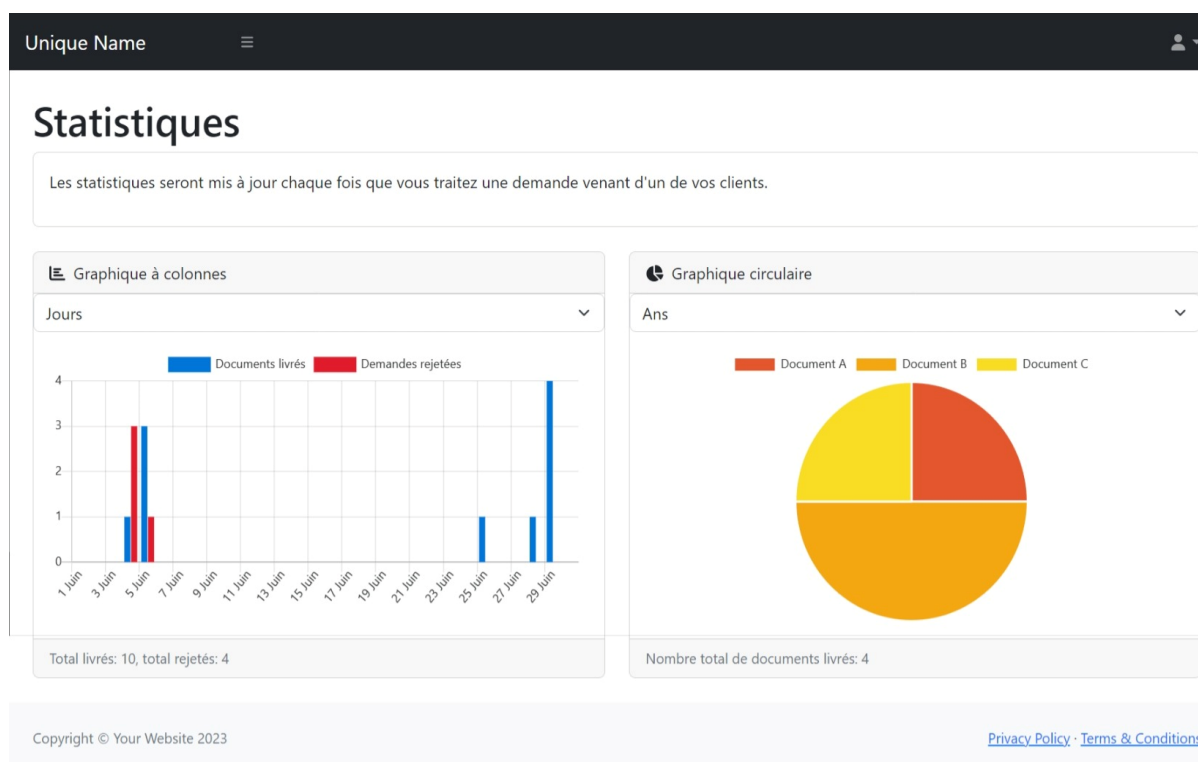 Unique Name
Statistiques
Les statistiques seront mis à jour chaque fois que vous traitez une demande venant d'un de vos clients.
Graphique à colonnes
Jours
Documents livrés Demandes rejetées
4
3
2
1
0
1 Juin 3 Juin 5 Juin 7 Juin 9 Juin 11 Juin 13 Juin 15 Juin 17 Juin 19 Juin 21 Juin 23 Juin 25 Juin 27 Juin 29 Juin
Total livrés: 10, total rejetés: 4
Graphique circulaire
Ans
Document A Document B Document C
Nombre total de documents livrés: 4
Copyright © Your Website 2023
Privacy Policy · Terms & Conditions